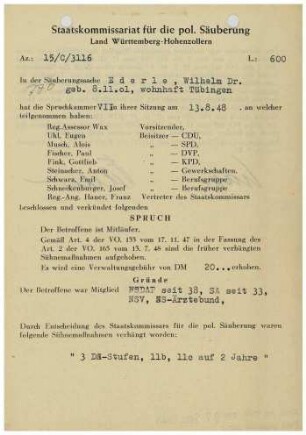 Staatskommissariat für die pol. Säuberung
Land Württemberg-Hohenzollern
Az.: 15/O/3116 L: 600
In der Säuberungssache Ederle, Wilhelm Dr.
geb. 8.11.01, wohnhaft Tübingen
hat die Spruchkammer VII in ihrer Sitzung am 13.8.48 . an welcher
teilgenommen haben:
Reg.Assessor Wax Vorsitzender,
Uhl, Eugen Beisitzer — CDU,
Musch, Alois „ — SPD,
Fischer, Paul „ — DVP,
Fink, Gottlieb „ — KPD,
Steinacher, Anton „ — Gewerkschaften,
Schwarz, Emil „ — Berufsgruppe
Schneckenburger, Josef „ — Berufsgruppe
Reg.-Ang. Hauer, Franz Vertreter des Staatskommissars
beschlossen und verkündet folgenden
SPRUCH
Der Betroffene ist Mitläufer.
Gemäß Art. 4 der VO. 133 vom 17. 11. 47 in der Fassung des
Art. 2 der VO. 165 vom 13. 7. 48 sind die früher verhängten
Sühnemaßnahmen aufgehoben.
Es wird eine Verwaltungsgebühr von DM 20... erhoben.
Gründe
Der Betroffene war Mitglied NSDAP seit 38, SA seit 33,
NSV, NS-Ärztebund,
Durch Entscheidung des Staatskommissars für die pol. Säuberung waren
folgende Sühnemaßnahmen verhängt worden:
" 3 DN-Stufen, 11b, 11c auf 2 Jahre "